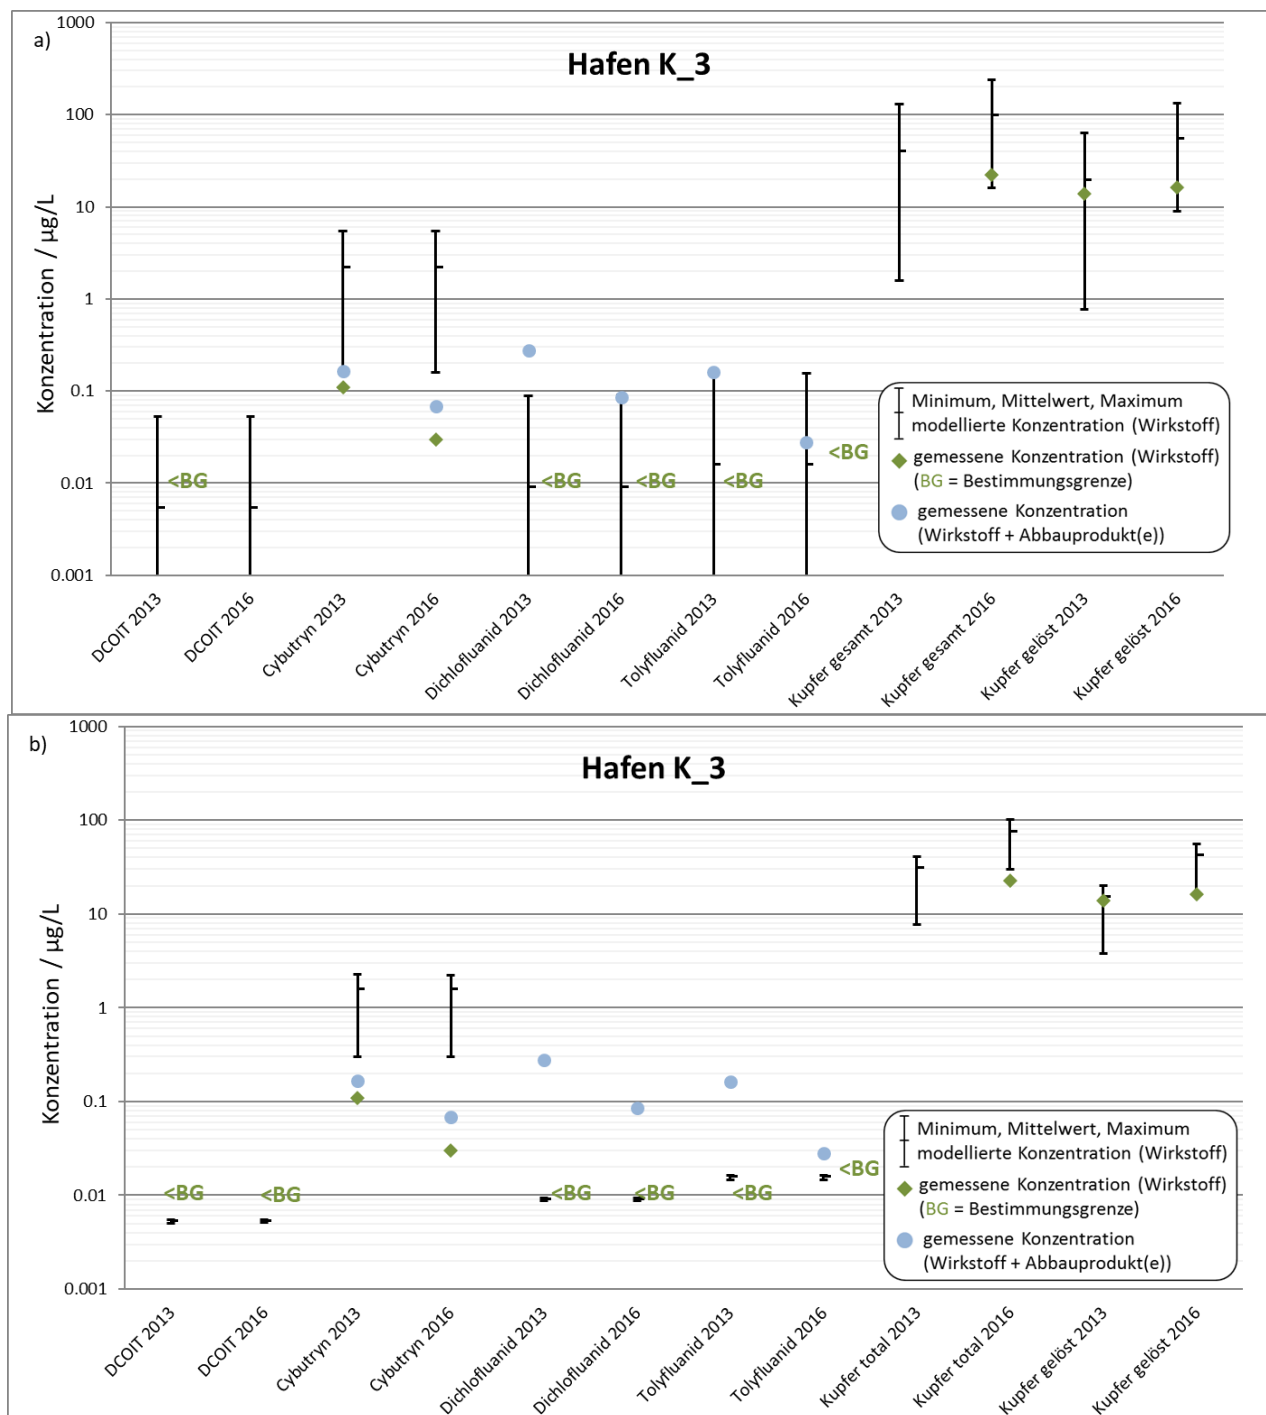 a)
Hafen K_3
Konzentration / µg/L
1000
100
10
1
0.1
0.01
0.001
<BG
<BG
<BG
<BG
<BG
Minimum, Mittelwert, Maximum
modellierte Konzentration (Wirkstoff)
gemessene Konzentration (Wirkstoff)
(BG = Bestimmungsgrenze)
gemessene Konzentration
(Wirkstoff + Abbauprodukt(e))
DCOIT 2013
DCOIT 2016
Cybutryn 2013
Cybutryn 2016
Dichlofluanid 2013
Dichlofluanid 2016
Tolyfluanid 2013
Tolyfluanid 2016
Kupfer gesamt 2013
Kupfer gesamt 2016
Kupfer gelöst 2013
Kupfer gelöst 2016
b)
Hafen K_3
Konzentration / µg/L
1000
100
10
1
0.1
0.01
0.001
<BG
<BG
<BG
<BG
<BG
<BG
Minimum, Mittelwert, Maximum
modellierte Konzentration (Wirkstoff)
gemessene Konzentration (Wirkstoff)
(BG = Bestimmungsgrenze)
gemessene Konzentration
(Wirkstoff + Abbauprodukt(e))
DCOIT 2013
DCOIT 2016
Cybutryn 2013
Cybutryn 2016
Dichlofluanid 2013
Dichlofluanid 2016
Tolyfluanid 2013
Tolyfluanid 2016
Kupfer total 2013
Kupfer total 2016
Kupfer gelöst 2013
Kupfer gelöst 2016